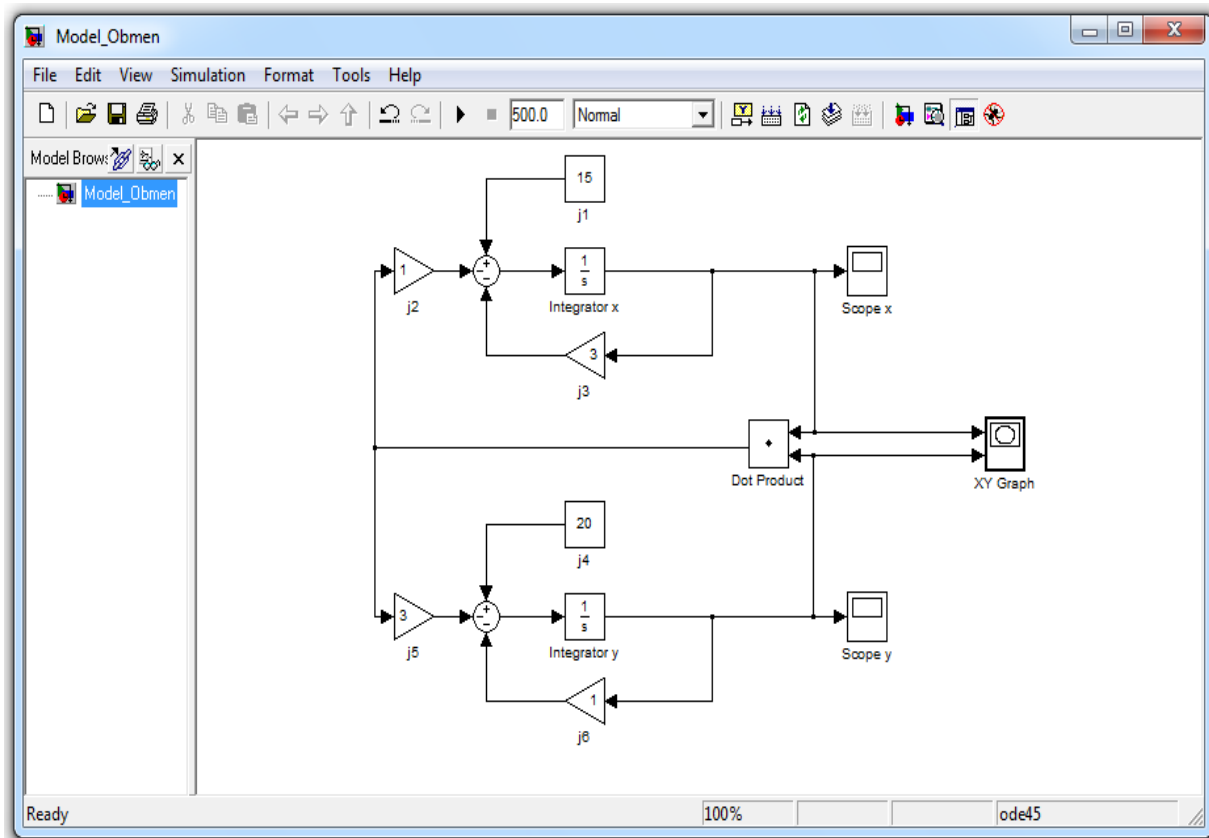 Model_Obmen
File Edit View Simulation Format Tools Help
500.0 Normal
Model Brows
Model_Obmen
15
j1
1
j2
+
-
-
1
s
Integrator x
Scope x
3
j3
Dot Product
XY Graph
20
j4
3
j5
+
-
-
1
s
Integrator y
Scope y
1
j6
Ready 100% ode45